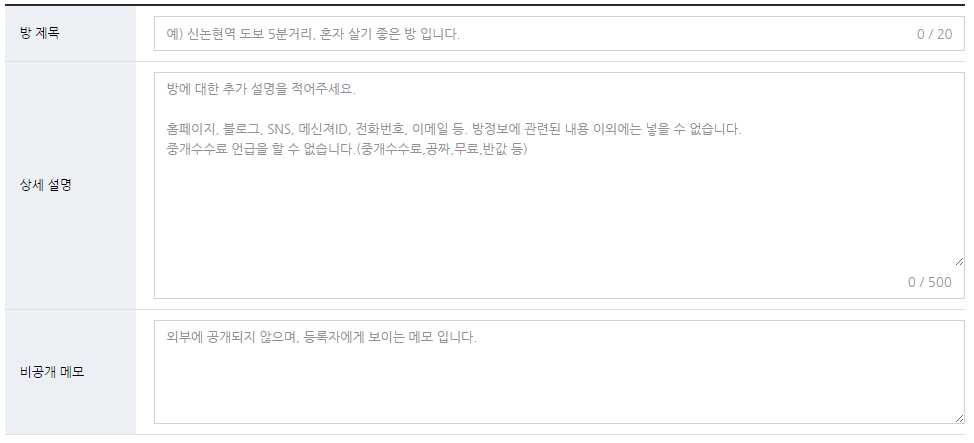 방 제목
예) 신논현역 도보 5분거리, 혼자 살기 좋은 방 입니다.
0 / 20
상세 설명
방에 대한 추가 설명을 적어주세요.
홈페이지, 블로그, SNS, 메신져ID, 전화번호, 이메일 등. 방정보에 관련된 내용 이외에는 넣을 수 없습니다.
중개수수료 언급을 할 수 없습니다.(중개수수료,공짜,무료,반값 등)
0 / 500
비공개 메모
외부에 공개되지 않으며, 등록자에게 보이는 메모 입니다.